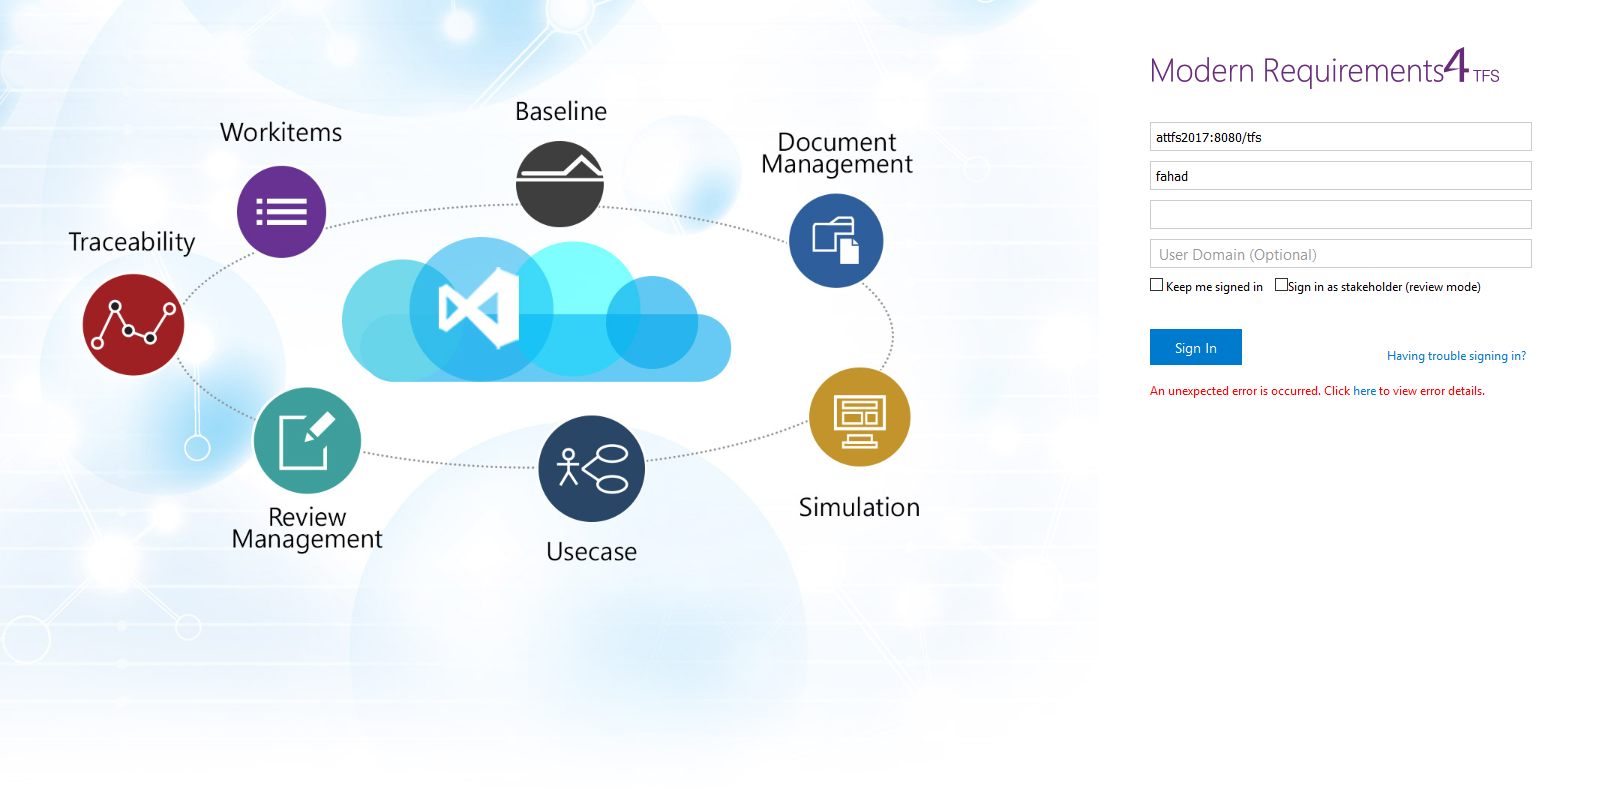 Modern Requirements4 TFS
attfs2017:8080/tfs
fahad
User Domain (Optional)
Keep me signed in Sign in as stakeholder (review mode)
Sign In
Having trouble signing in?
An unexpected error is occurred. Click here to view error details.
Baseline
Workitems
Document
Management
Traceability
Simulation
Review
Management
Usecase